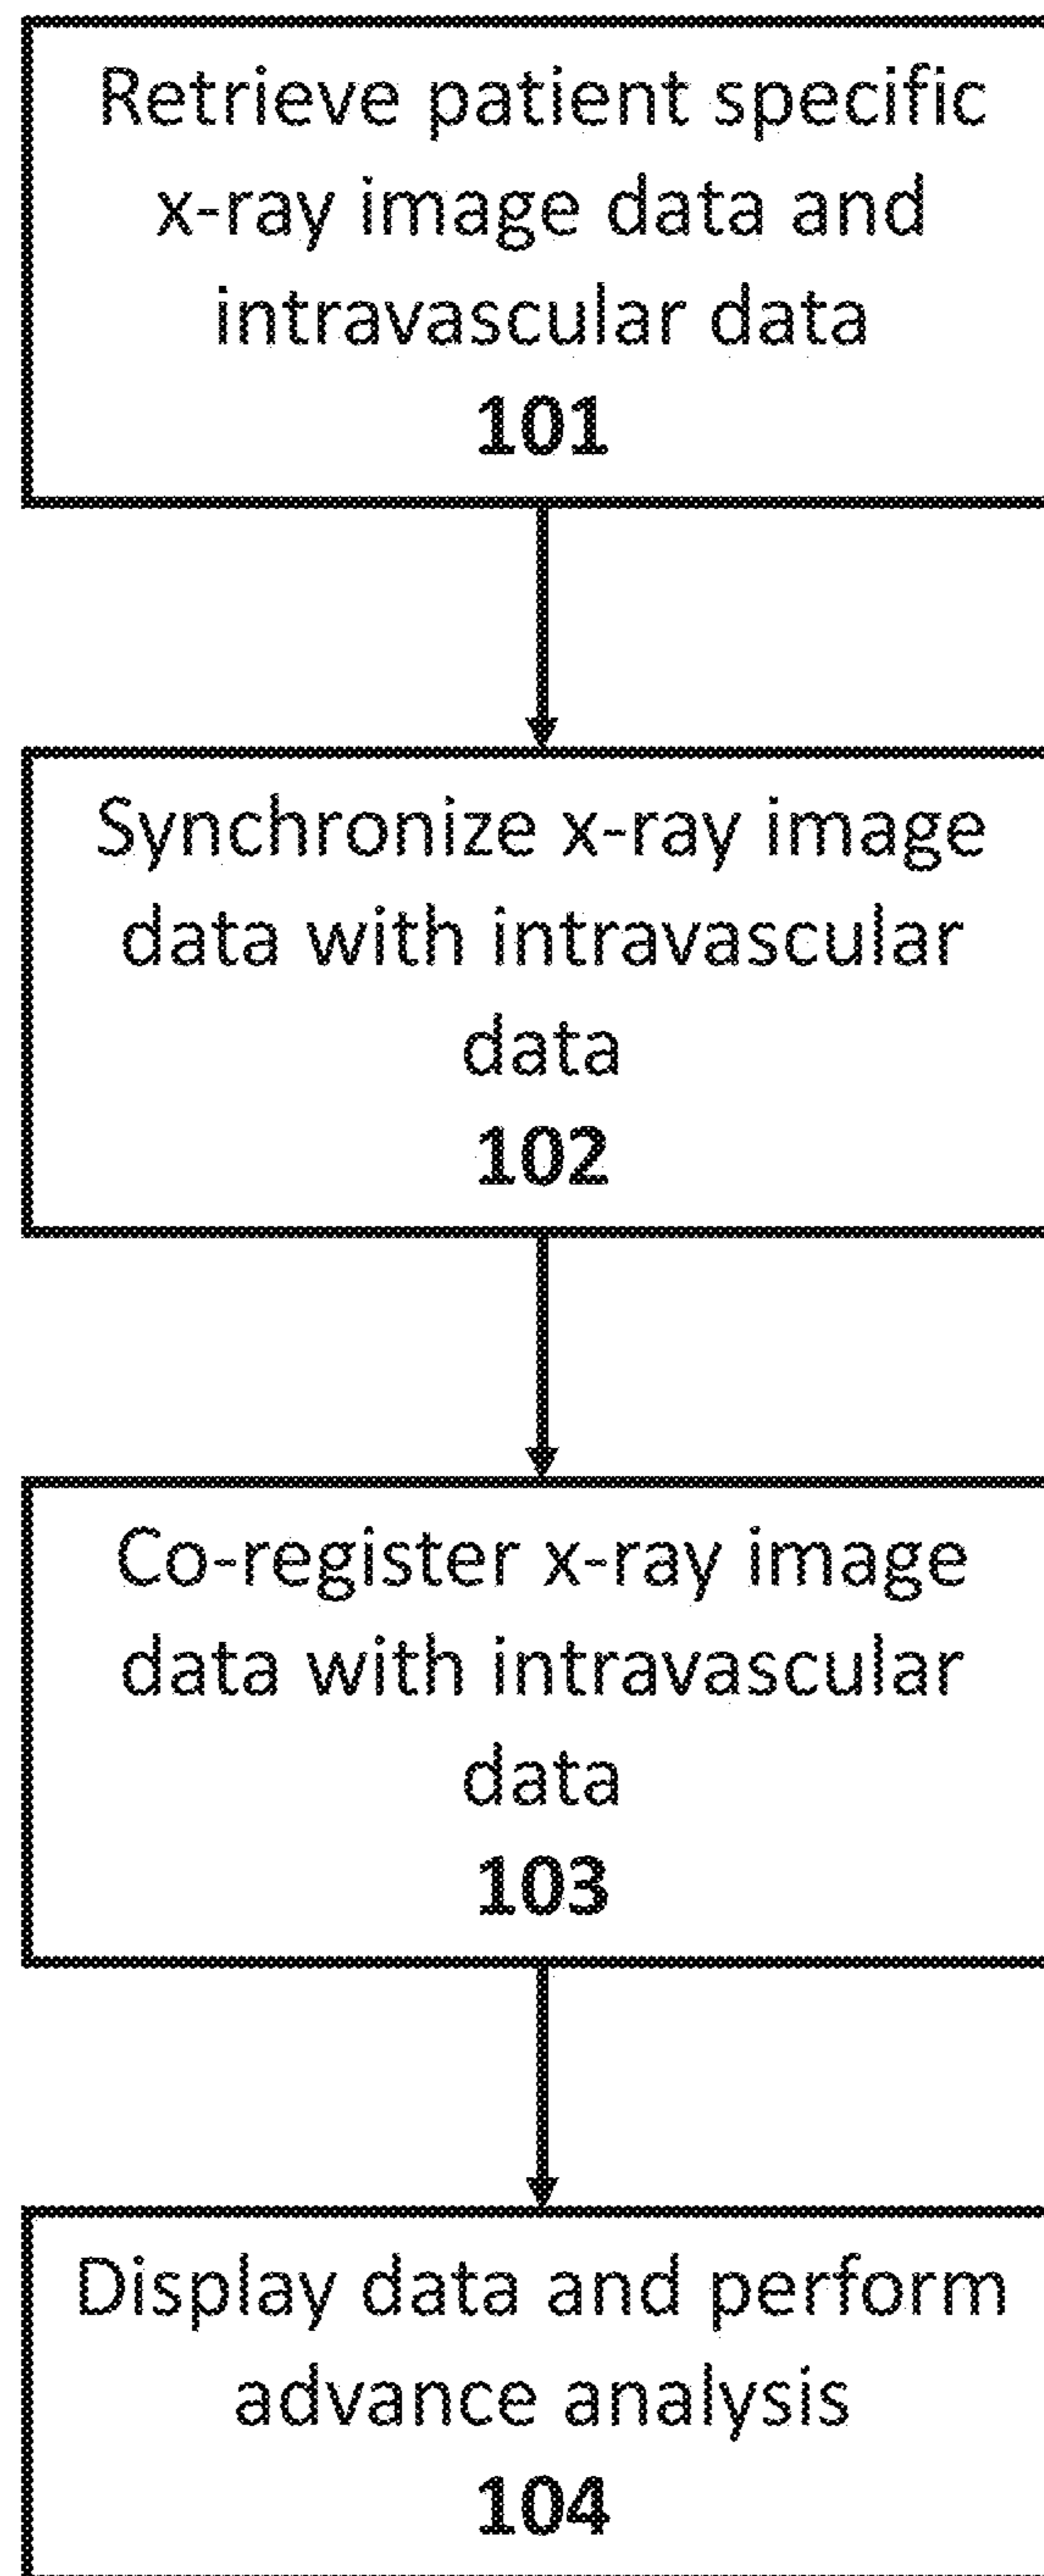 Retrieve patient specific
x-ray image data and
intravascular data
101
Synchronize x-ray image
data with intravascular
data
102
Co-register x-ray image
data with intravascular
data
103
Display data and perform
advance analysis
104